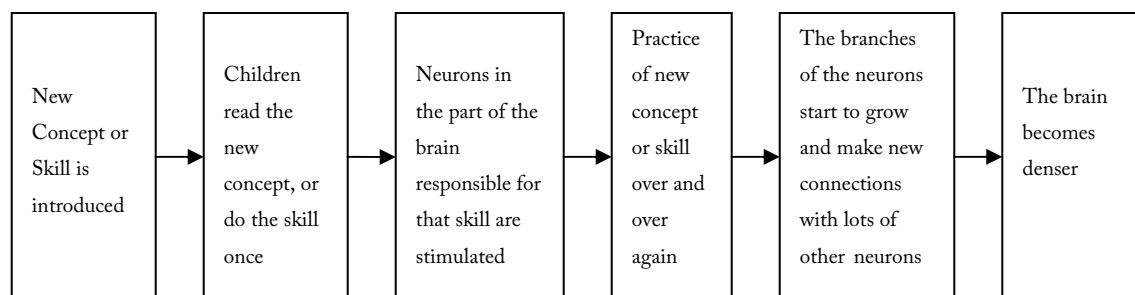 New
Concept or
Skill is
introduced
Children
read the
new
concept, or
do the skill
once
Neurons in
the part of the
brain
responsible for
that skill are
stimulated
Practice
of new
concept
or skill
over and
over
again
The branches
of the neurons
start to grow
and make new
connections
with lots of
other neurons
The brain
becomes
denser